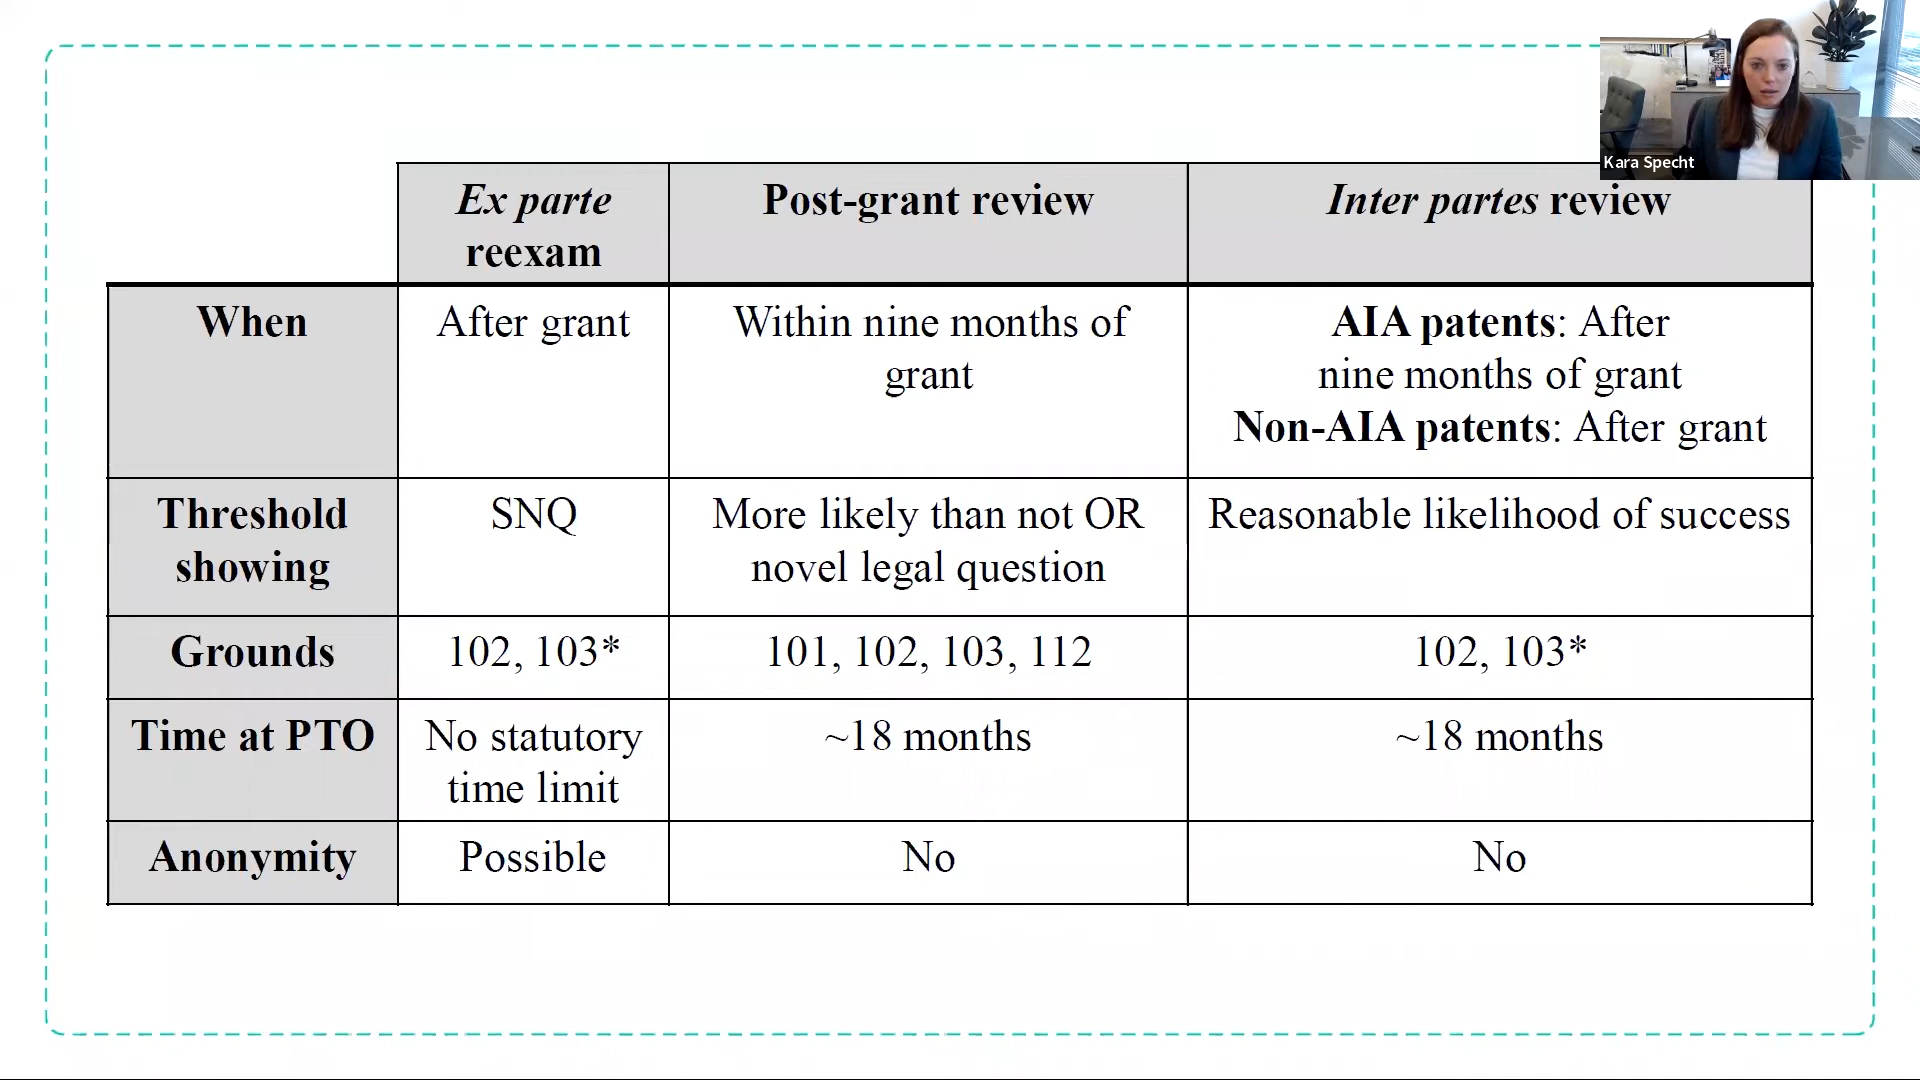 Kara Specht
Ex parte
reexam
Post-grant review
Inter partes review
When
After grant
Within nine months of
grant
AIA patents: After
nine months of grant
Non-AIA patents: After grant
Threshold
showing
SNQ
More likely than not OR
novel legal question
Reasonable likelihood of success
Grounds
102, 103*
101, 102, 103, 112
102, 103*
Time at PTO
No statutory
time limit
~18 months
~18 months
Anonymity
Possible
No
No